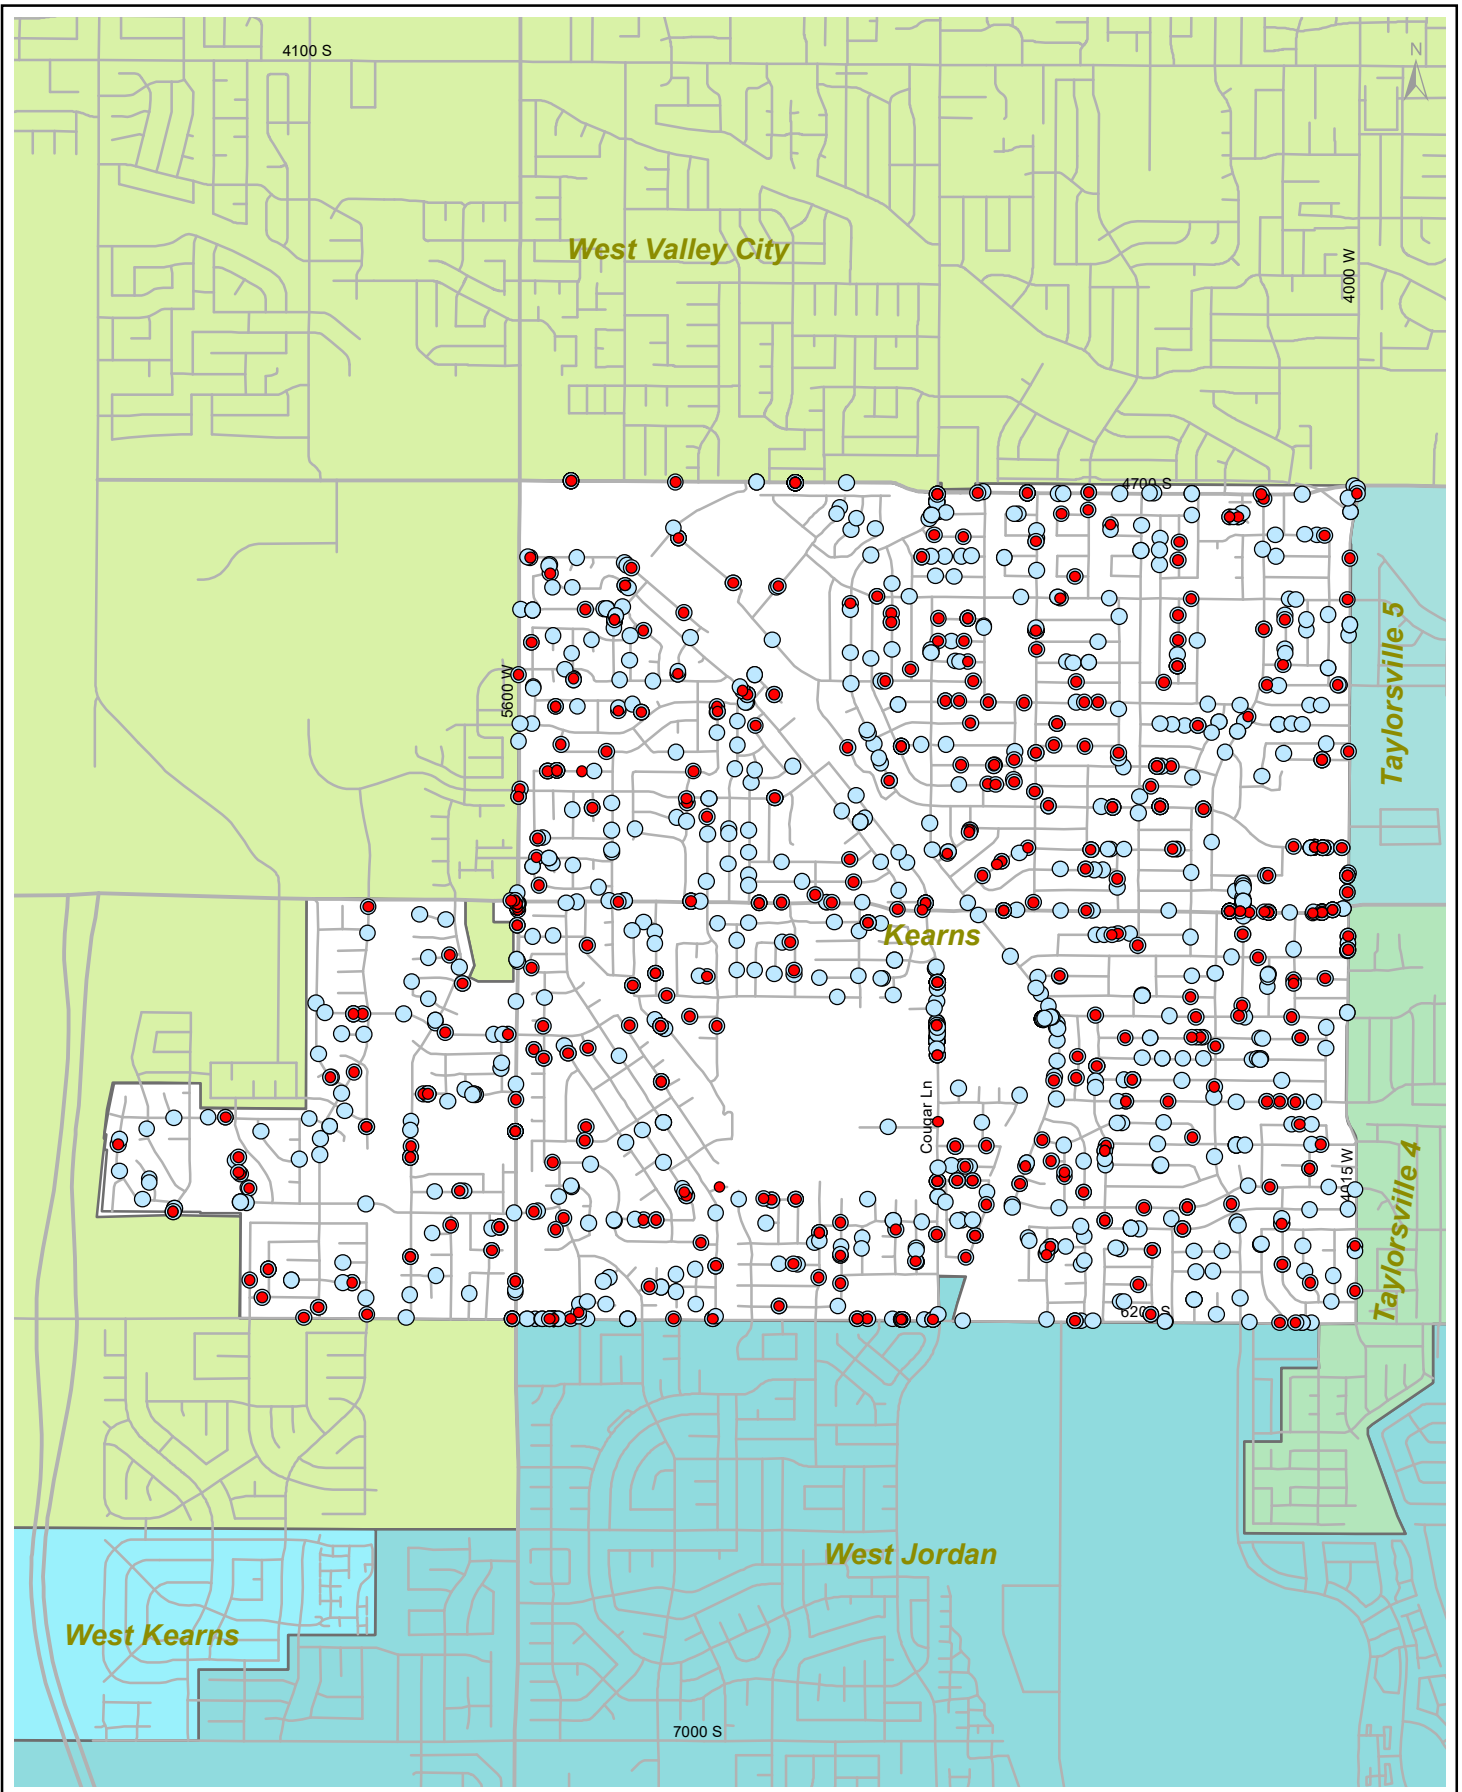 4100 S
N
West Valley City
4000 W
4700 S
Taylorsville 5
5600 W
Kearns
Cougar Ln
4015 W
Taylorsville 4
6200 S
West Jordan
West Kearns
7000 S